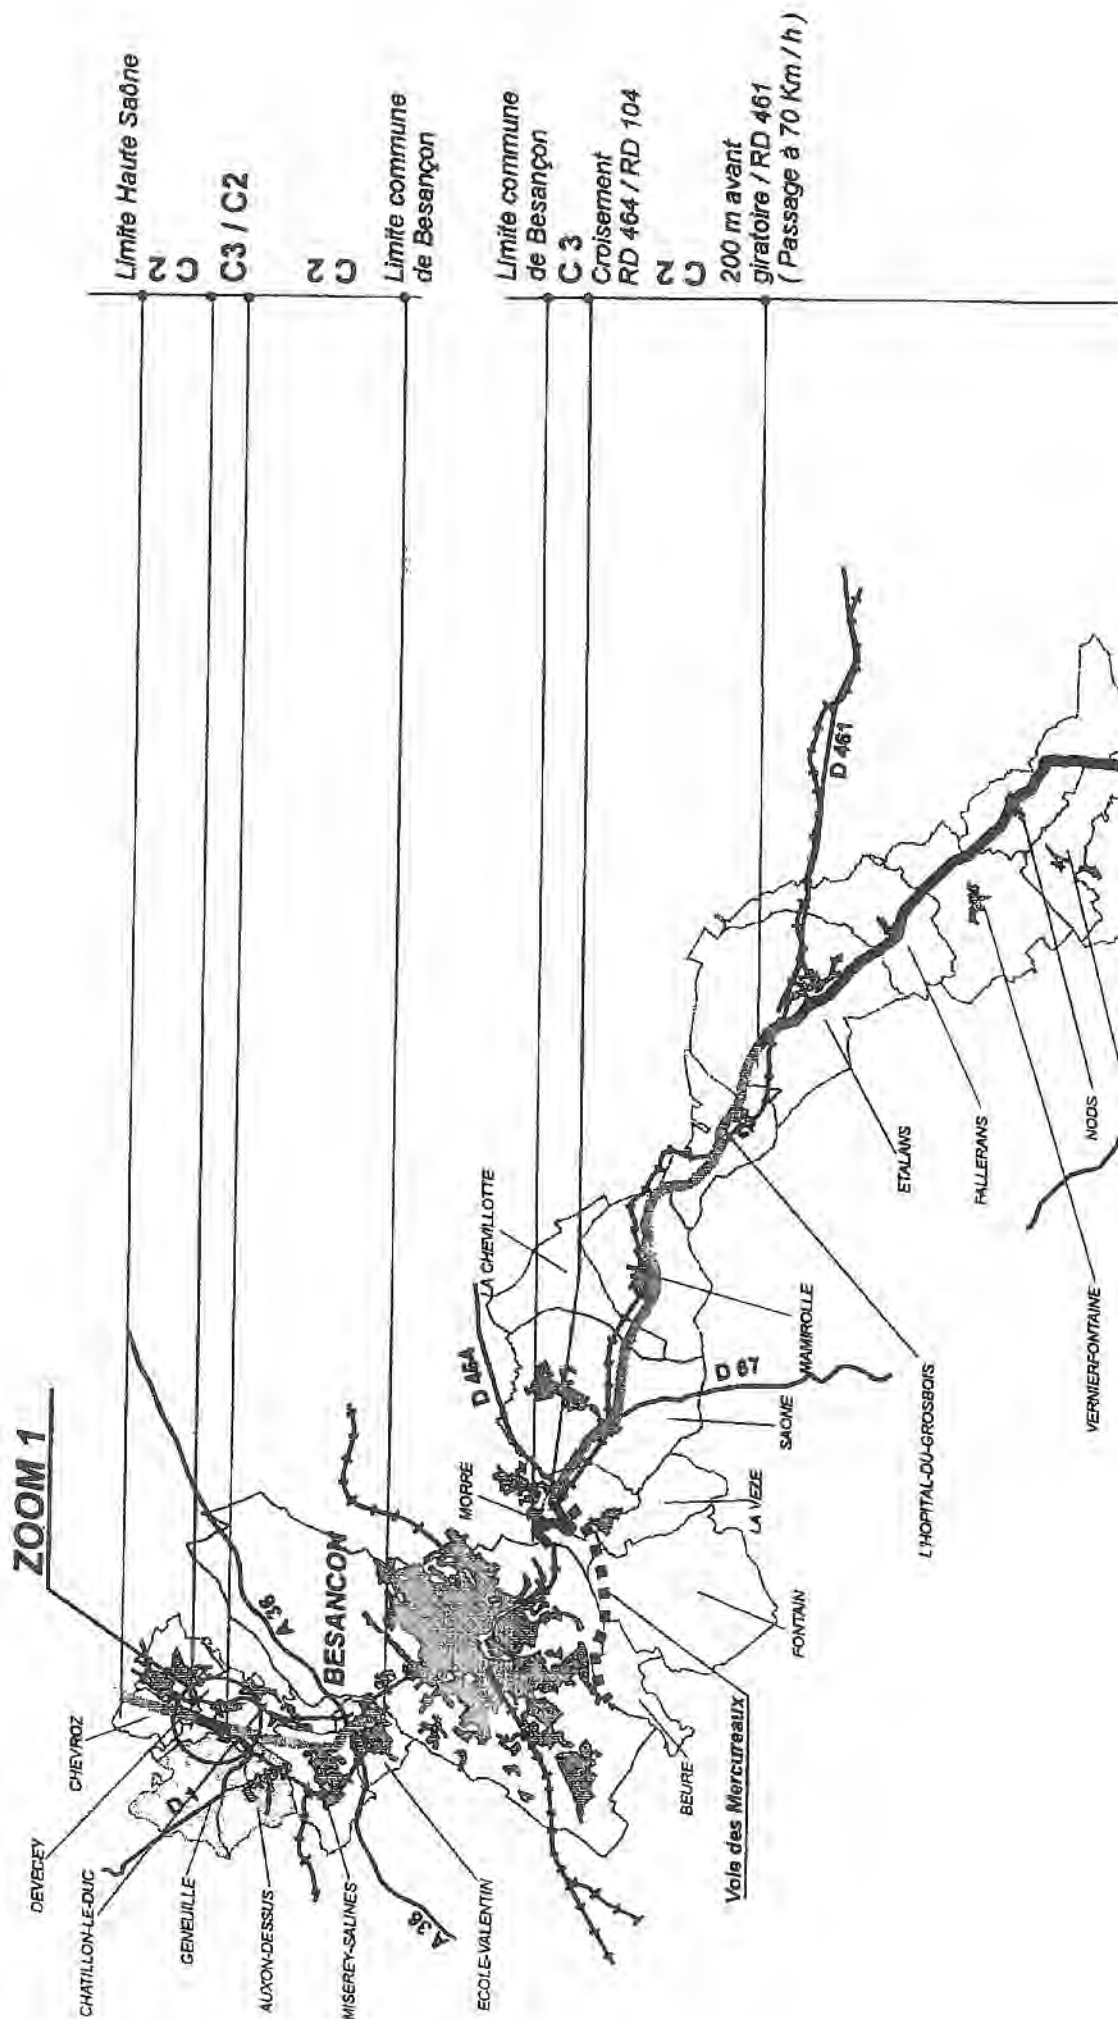 ZOOM 1
Limite Haute Saône
C2
C3 / C2
C2
Limite commune
de Besançon
Limite commune
de Besançon
C 3
Croisement
RD 464 / RD 104
C2
200 m avant
giratoire / RD 461
( Passage à 70 Km / h )
DEVECEY
CHEVROZ
CHATILLON-LE-DUC
GENEUILLE
AUXON-DESSUS
MISEREY-SALINES
ECOLE-VALENTIN
D 1
A 36
A 36
BESANCON
MORRE
D 464
LA CHEVILLOTTE
D 67
MAMIROLLE
SAONE
LA VEZE
FONTAIN
BEURE
Voie des Mercureaux
L'HOPITAL-DU-GROSBOIS
D 461
ETALANS
FALLERANS
NODS
VERNIERFONTAINE